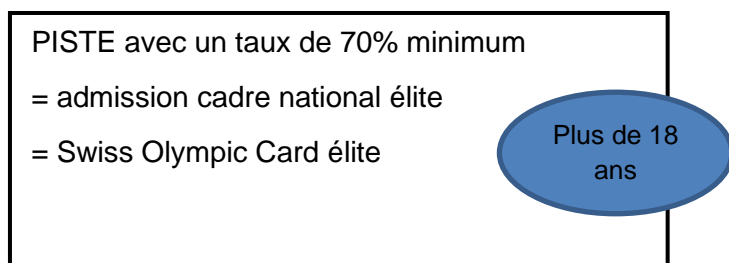 PISTE avec un taux de 70% minimum
= admission cadre national élite
= Swiss Olympic Card élite
Plus de 18
ans